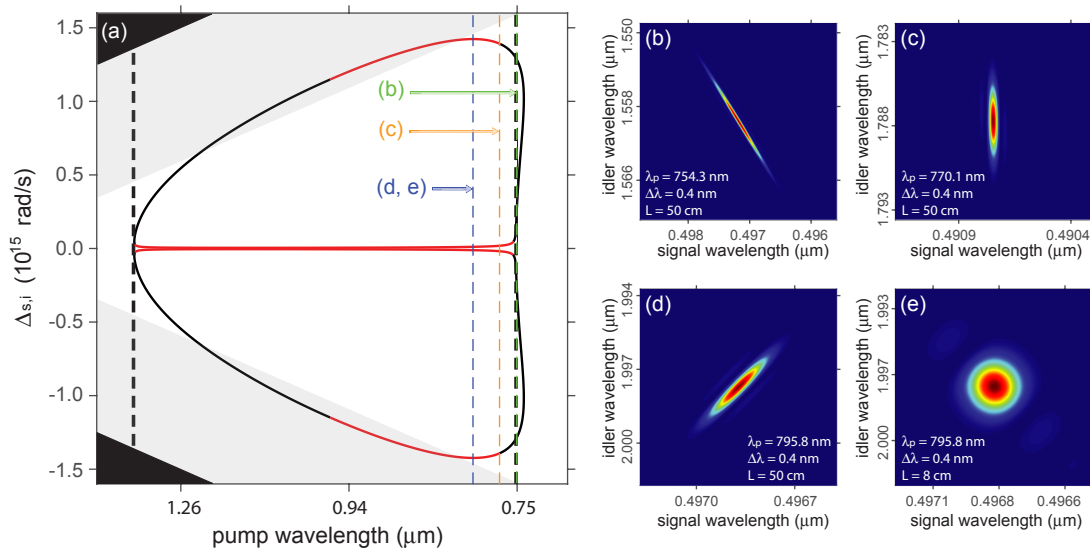 (a)
1.5
1.0
0.5
0.0
-0.5
-1.0
-1.5
Δs,i (10¹⁵ rad/s)
(b)
(c)
(d, e)
1.26
0.94
0.75
pump wavelength (μm)
(b)
1.550
1.558
1.566
idler wavelength (μm)
λp = 754.3 nm
Δλ = 0.4 nm
L = 50 cm
0.498
0.497
0.496
signal wavelength (μm)
(c)
1.783
1.788
1.793
idler wavelength (μm)
λp = 770.1 nm
Δλ = 0.4 nm
L = 50 cm
0.4909
0.4904
signal wavelength (μm)
(d)
1.994
1.997
2.000
idler wavelength (μm)
λp = 795.8 nm
Δλ = 0.4 nm
L = 50 cm
0.4970
0.4967
signal wavelength (μm)
(e)
1.993
1.997
2.000
idler wavelength (μm)
λp = 795.8 nm
Δλ = 0.4 nm
L = 8 cm
0.4971
0.4968
0.4966
signal wavelength (μm)